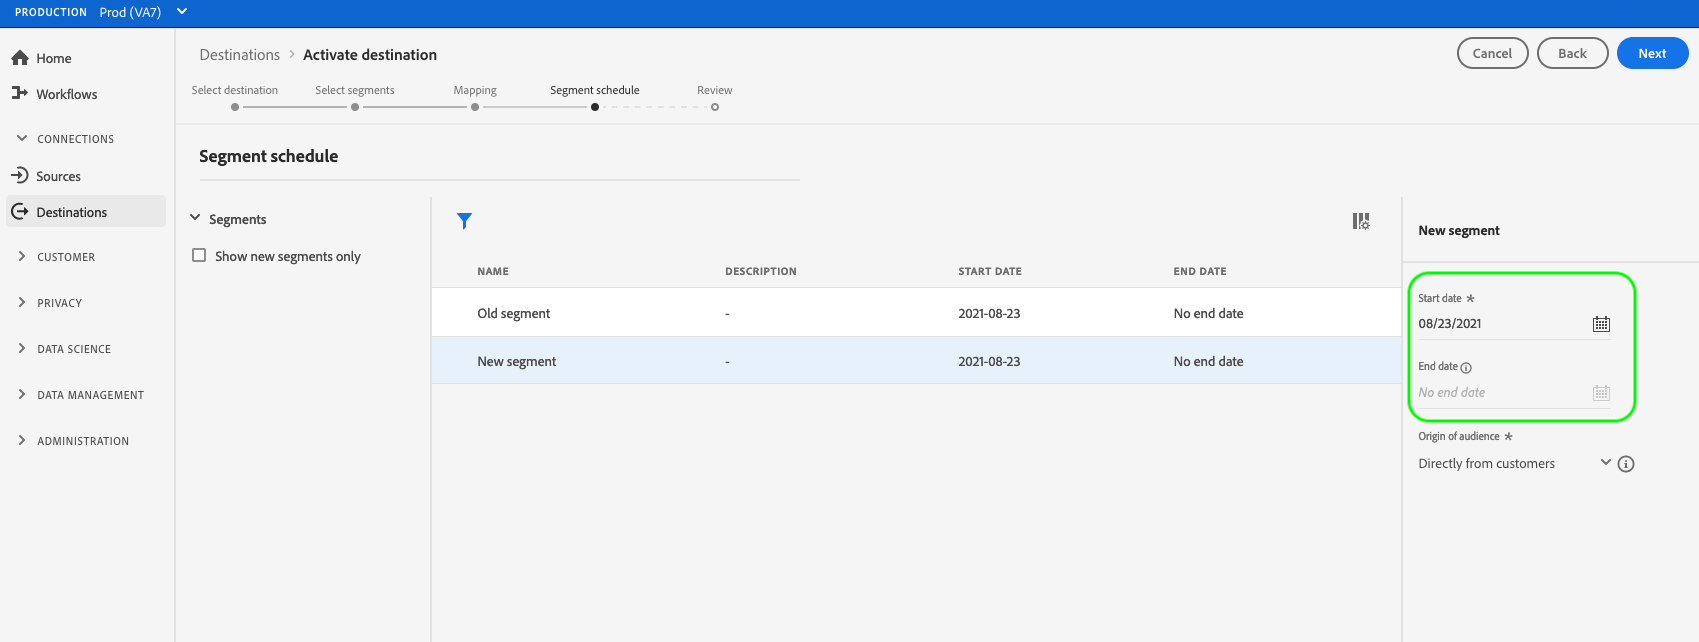 PRODUCTION Prod (VA7)
Home
Workflows
CONNECTIONS
Sources
Destinations
CUSTOMER
PRIVACY
DATA SCIENCE
DATA MANAGEMENT
ADMINISTRATION
Destinations > Activate destination
Cancel Back Next
Select destination Select segments Mapping Segment schedule Review
Segment schedule
Segments
Show new segments only
NAME DESCRIPTION START DATE END DATE
Old segment - 2021-08-23 No end date
New segment - 2021-08-23 No end date
New segment
Start date *
08/23/2021
End date
No end date
Origin of audience *
Directly from customers